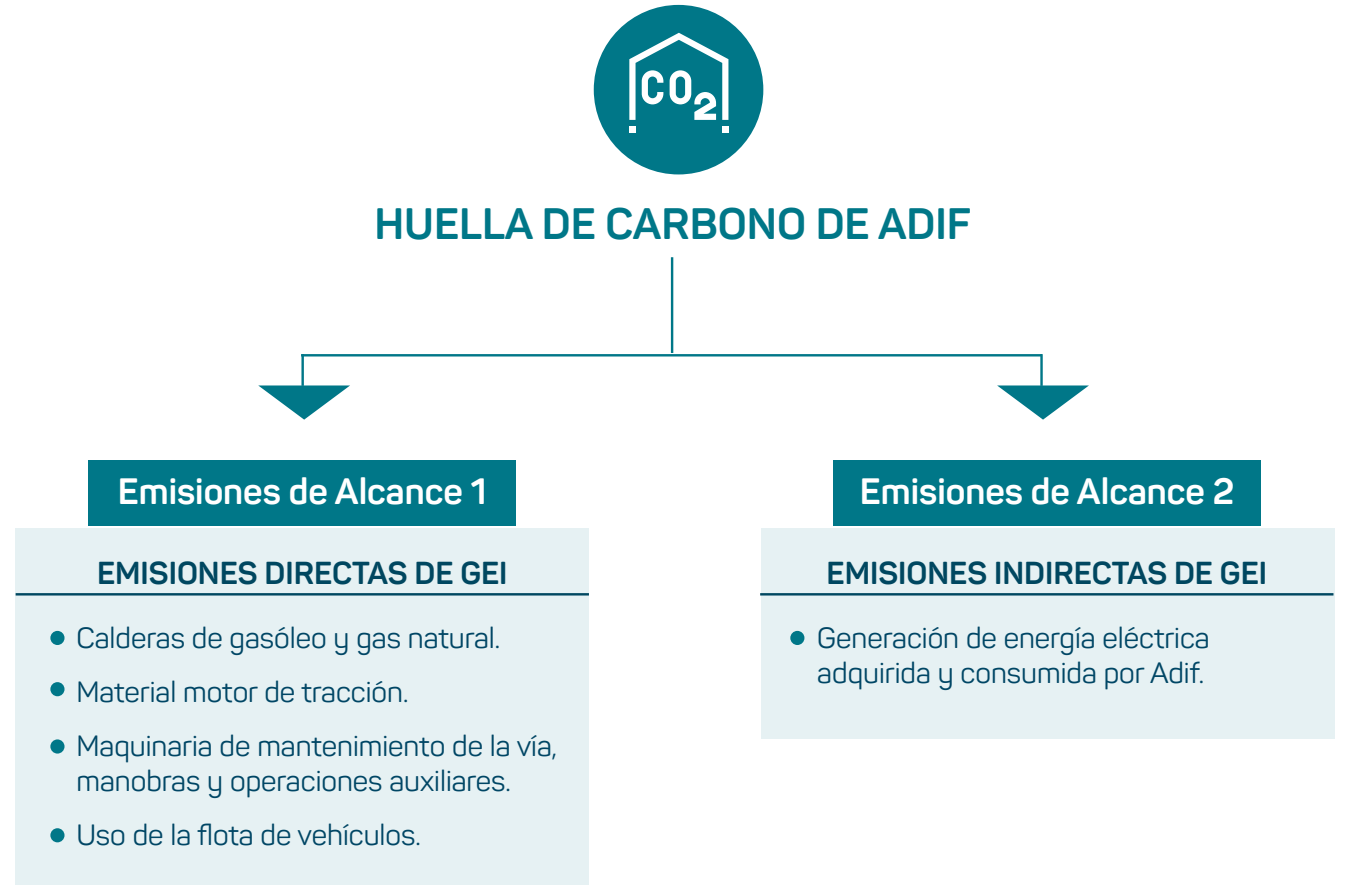 CO2
HUELLA DE CARBONO DE ADIF
Emisiones de Alcance 1
EMISIONES DIRECTAS DE GEI
● Calderas de gasóleo y gas natural.
● Material motor de tracción.
● Maquinaria de mantenimiento de la vía,
manobras y operaciones auxiliares.
● Uso de la flota de vehículos.
Emisiones de Alcance 2
EMISIONES INDIRECTAS DE GEI
● Generación de energía eléctrica
adquirida y consumida por Adif.